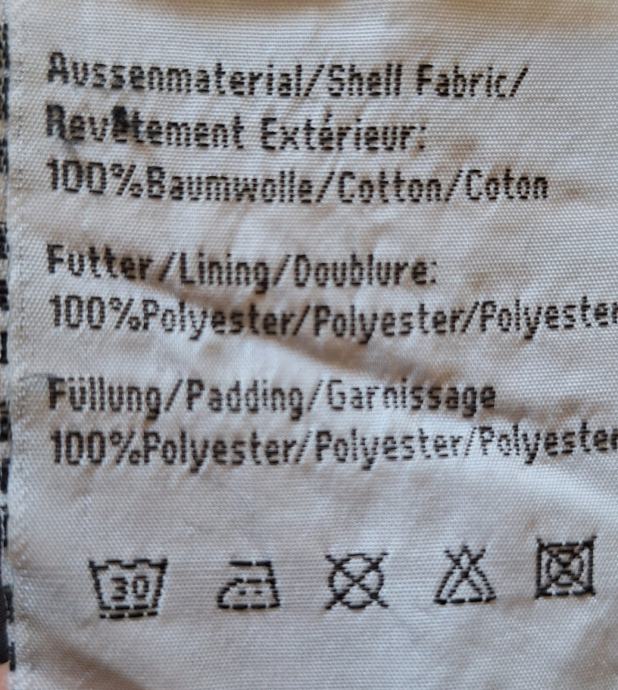 Aussenmaterial/Shell Fabric/
Revêtement Extérieur:
100%Baumwolle/Cotton/Coton
Futter/Lining/Doublure:
100%Polyester/Polyester/Polyester
Füllung/Padding/Garnissage
100%Polyester/Polyester/Polyester
30